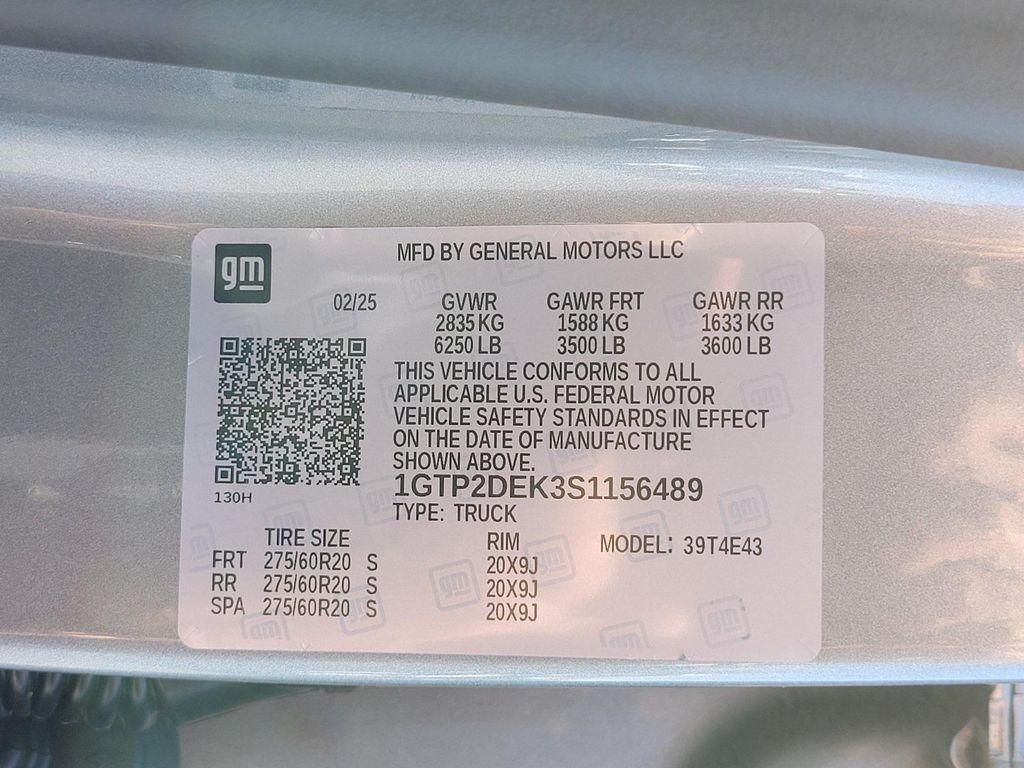 gm
MFD BY GENERAL MOTORS LLC
02/25 GVWR GAWR FRT GAWR RR
2835 KG 1588 KG 1633 KG
6250 LB 3500 LB 3600 LB
THIS VEHICLE CONFORMS TO ALL
APPLICABLE U.S. FEDERAL MOTOR
VEHICLE SAFETY STANDARDS IN EFFECT
ON THE DATE OF MANUFACTURE
SHOWN ABOVE.
130H
1GTP2DEK3S1156489
TYPE: TRUCK
TIRE SIZE RIM MODEL: 39T4E43
FRT 275/60R20 S 20X9J
RR 275/60R20 S 20X9J
SPA 275/60R20 S 20X9J